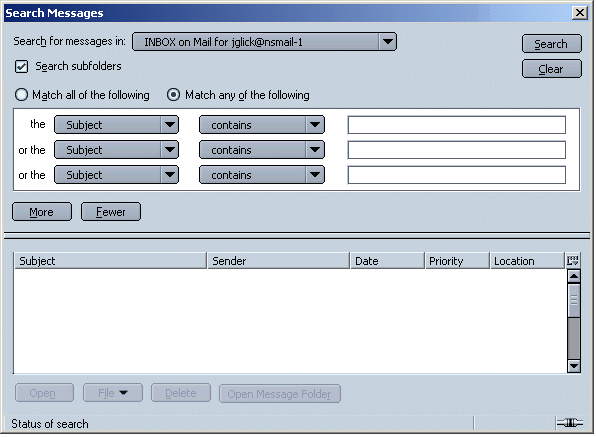 Search Messages
Search for messages in: INBOX on Mail for jglick@nsmail-1
Search
Search subfolders
Clear
Match all of the following Match any of the following
the Subject contains
or the Subject contains
or the Subject contains
More Fewer
Subject Sender Date Priority Location
Open File Delete Open Message Folder
Status of search